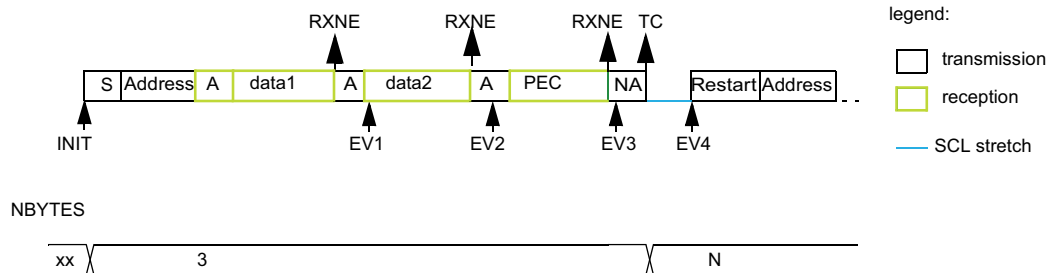 legend:
RXNE RXNE RXNE TC
transmission
S Address A data1 A data2 A PEC NA Restart Address
reception
INIT EV1 EV2 EV3 EV4
SCL stretch
NBYTES
xx 3 N